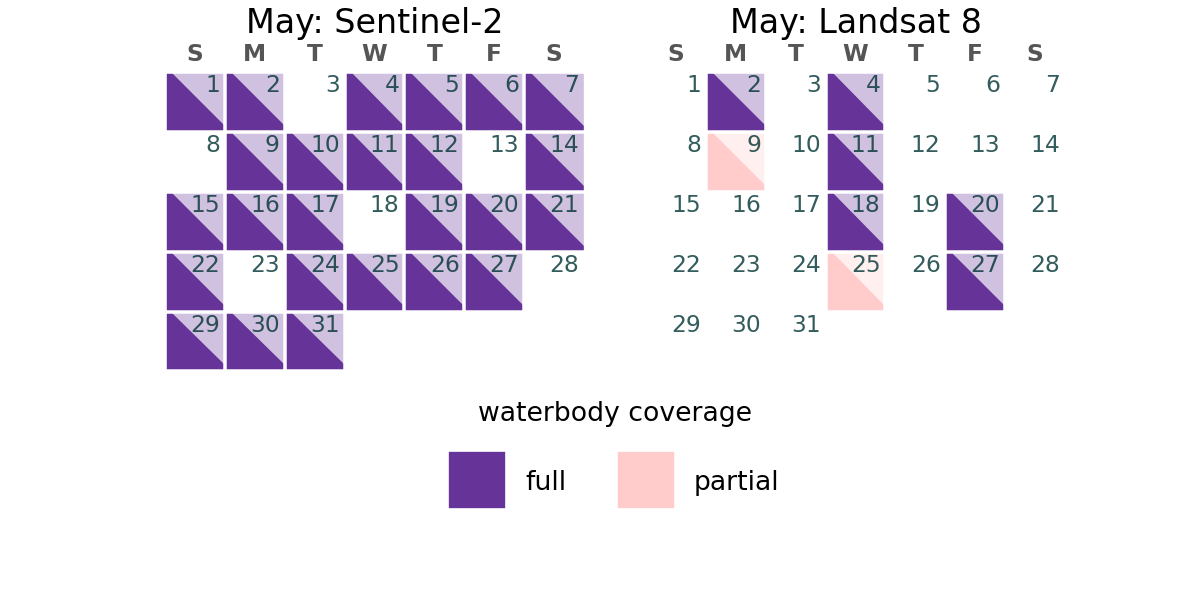 May: Sentinel-2
S M T W T F S
1 2 3 4 5 6 7
8 9 10 11 12 13 14
15 16 17 18 19 20 21
22 23 24 25 26 27 28
29 30 31
May: Landsat 8
S M T W T F S
1 2 3 4 5 6 7
8 9 10 11 12 13 14
15 16 17 18 19 20 21
22 23 24 25 26 27 28
29 30 31
waterbody coverage
full partial